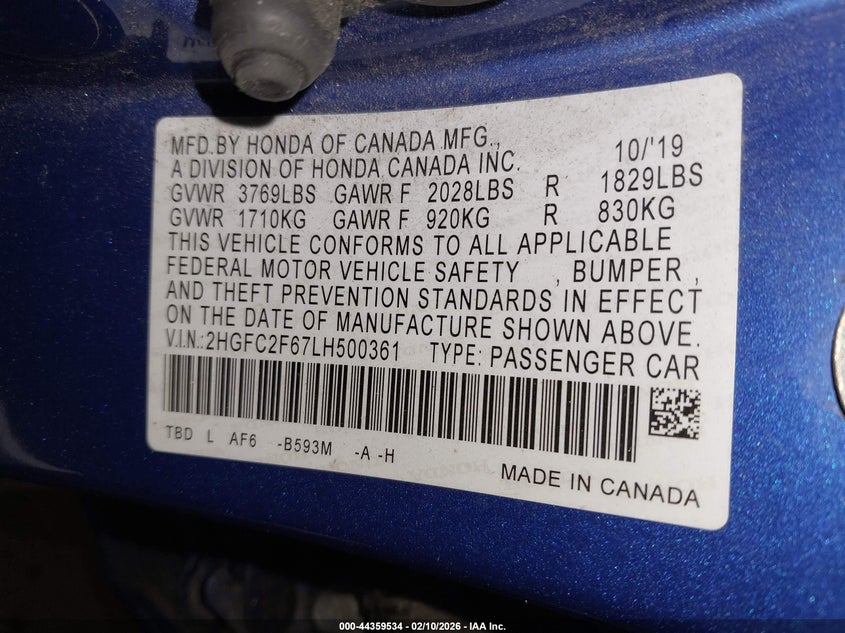 MFD.BY HONDA OF CANADA MFG., 10/'19
A DIVISION OF HONDA CANADA INC.
GVWR 3769LBS GAWR F 2028LBS R 1829LBS
GVWR 1710KG GAWR F 920KG R 830KG
THIS VEHICLE CONFORMS TO ALL APPLICABLE
FEDERAL MOTOR VEHICLE SAFETY , BUMPER ,
AND THEFT PREVENTION STANDARDS IN EFFECT
ON THE DATE OF MANUFACTURE SHOWN ABOVE.
V.I.N.:2HGFC2F67LH500361 TYPE: PASSENGER CAR
TBD L AF6 -B593M -A -H
MADE IN CANADA
000-44359534 — 02/10/2026 — IAA Inc.